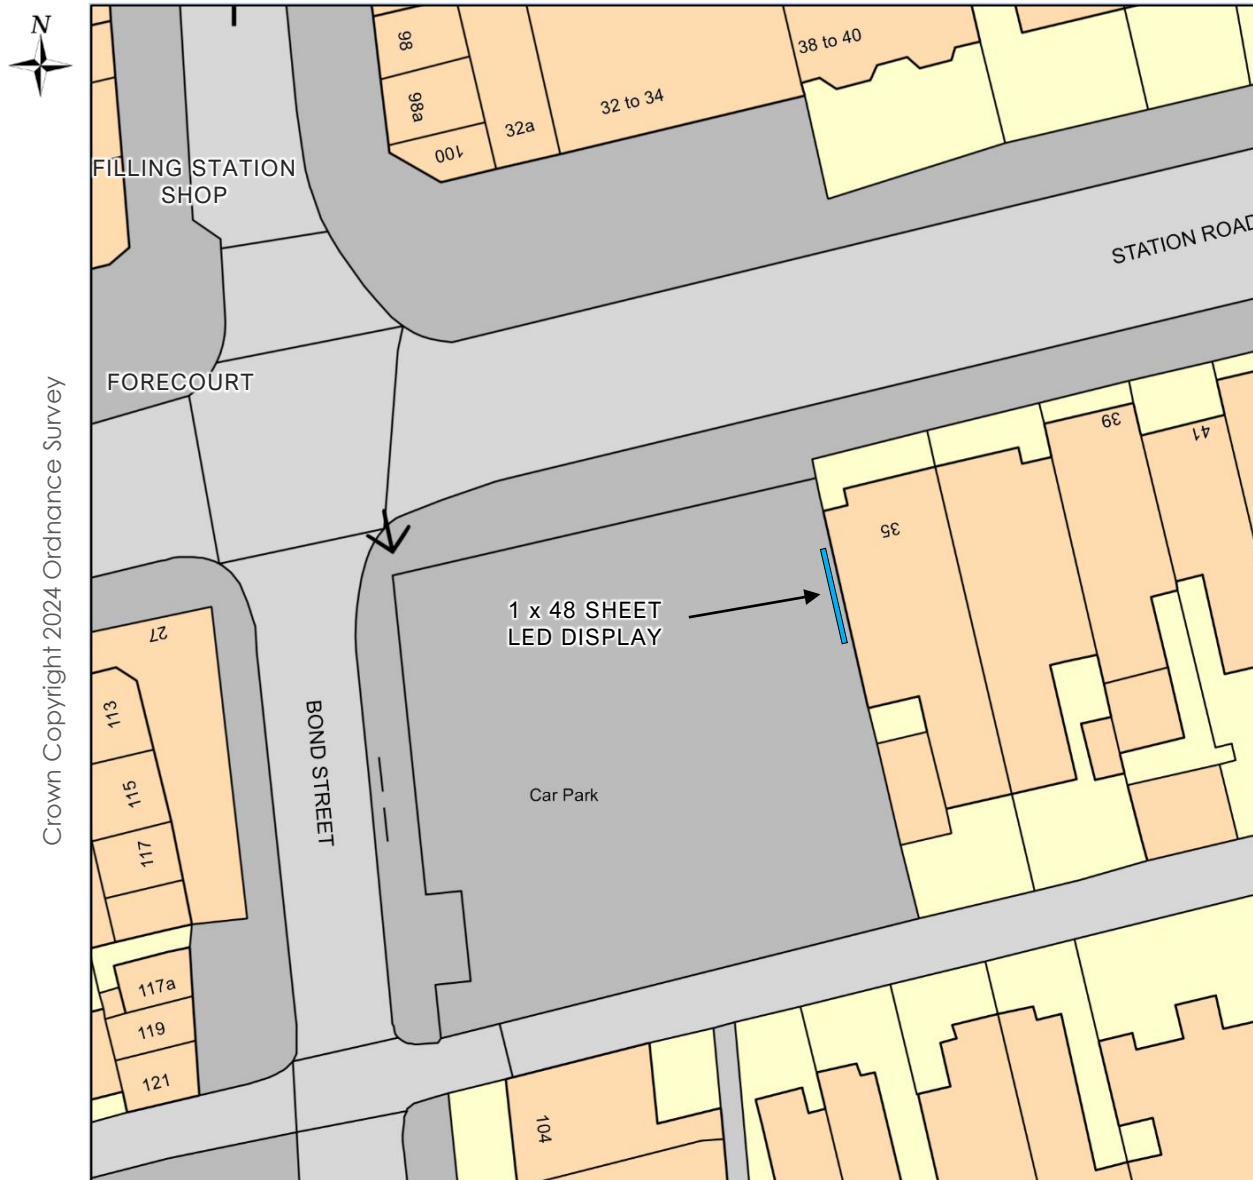 N
98
98a
100
32a
32 to 34
38 to 40
FILLING STATION
SHOP
STATION ROAD
FORECOURT
39
41
35
1 x 48 SHEET
LED DISPLAY
27
113
115
117
BOND STREET
Car Park
117a
119
121
104
Crown Copyright 2024 Ordnance Survey